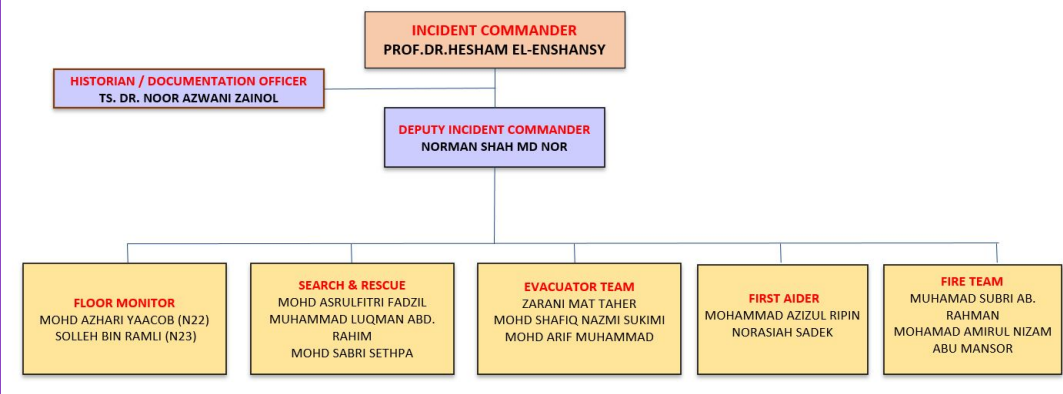 INCIDENT COMMANDER
PROF.DR.HESHAM EL-ENSHANSY
HISTORIAN / DOCUMENTATION OFFICER
TS. DR. NOOR AZWANI ZAINOL
DEPUTY INCIDENT COMMANDER
NORMAN SHAH MD NOR
FLOOR MONITOR
MOHD AZHARI YAACOB (N22)
SOLLEH BIN RAMLI (N23)
SEARCH & RESCUE
MOHD ASRULFITRI FADZIL
MUHAMMAD LUQMAN ABD.
RAHIM
MOHD SABRI SETHPA
EVACUATOR TEAM
ZARANI MAT TAHER
MOHD SHAFIQ NAZMI SUKIMI
MOHD ARIF MUHAMMAD
FIRST AIDER
MOHAMMAD AZIZUL RIPIN
NORASIAH SADEK
FIRE TEAM
MUHAMAD SUBRI AB.
RAHMAN
MOHAMAD AMIRUL NIZAM
ABU MANSOR